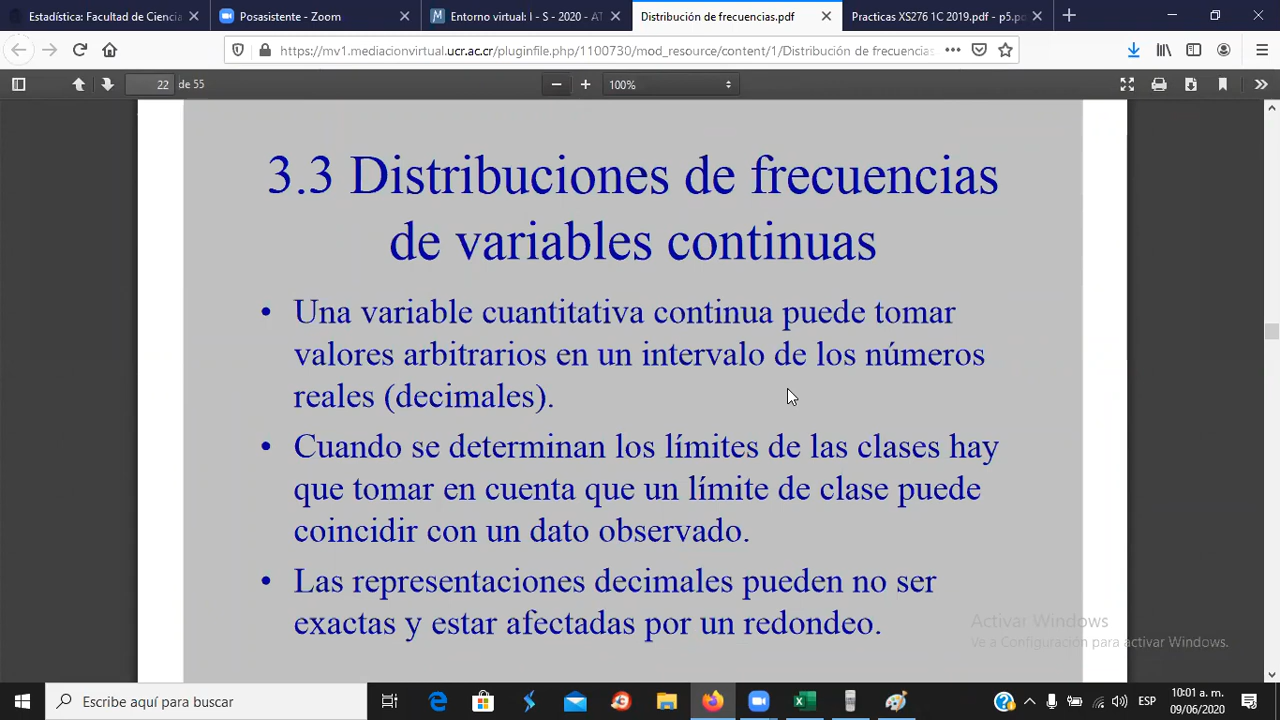 Estadística: Facultad de Ciencia
Posasistente - Zoom
Entorno virtual: I - S - 2020 - AT
Distribución de frecuencias.pdf
Practicas XS276 1C 2019.pdf - p5.po
https://mv1.mediacionvirtual.ucr.ac.cr/pluginfile.php/1100730/mod_resource/content/1/Distribución de frecuencias
22 de 55
100%
3.3 Distribuciones de frecuencias
de variables continuas
• Una variable cuantitativa continua puede tomar
valores arbitrarios en un intervalo de los números
reales (decimales).
• Cuando se determinan los límites de las clases hay
que tomar en cuenta que un límite de clase puede
coincidir con un dato observado.
• Las representaciones decimales pueden no ser
exactas y estar afectadas por un redondeo.
Activar Windows
Ve a Configuración para activar Windows.
Escribe aquí para buscar
ESP
10:01 a. m.
09/06/2020